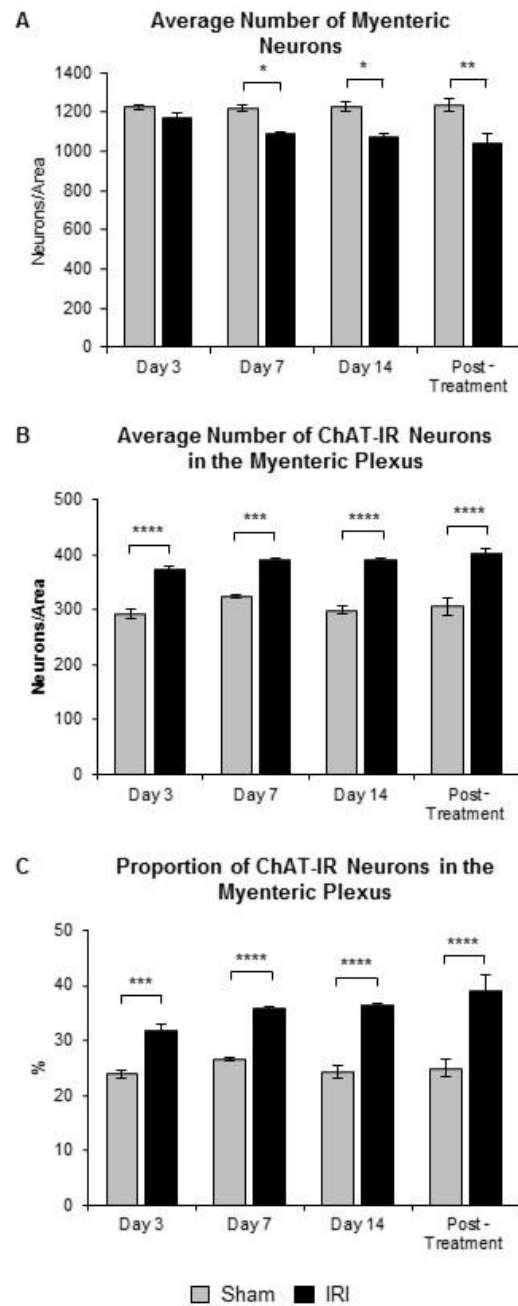 A
Average Number of Myenteric
Neurons
Neurons/Area
1400
1200
1000
800
600
400
200
0
*
*
**
Day 3
Day 7
Day 14
Post -
Treatment
B
Average Number of ChAT-IR Neurons
in the Myenteric Plexus
Neurons/Area
500
400
300
200
100
0
****
***
****
****
Day 3
Day 7
Day 14
Post-
Treatment
C
Proportion of ChAT-IR Neurons in the
Myenteric Plexus
%
50
40
30
20
10
0
***
****
****
****
Day 3
Day 7
Day 14
Post -
Treatment
Sham
IRI